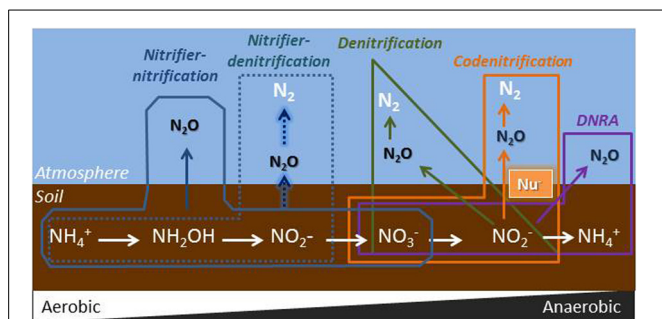 Nitrifier-
nitrification
Nitrifier-
denitrification
Denitrification
Codenitrification
DNRA
N₂
N₂
N₂
N₂O
N₂O
N₂O
N₂O
N₂O
Nu⁻
Atmosphere
Soil
NH₄⁺ NH₂OH NO₂- NO₃⁻ NO₂⁻ NH₄⁺
Aerobic Anaerobic